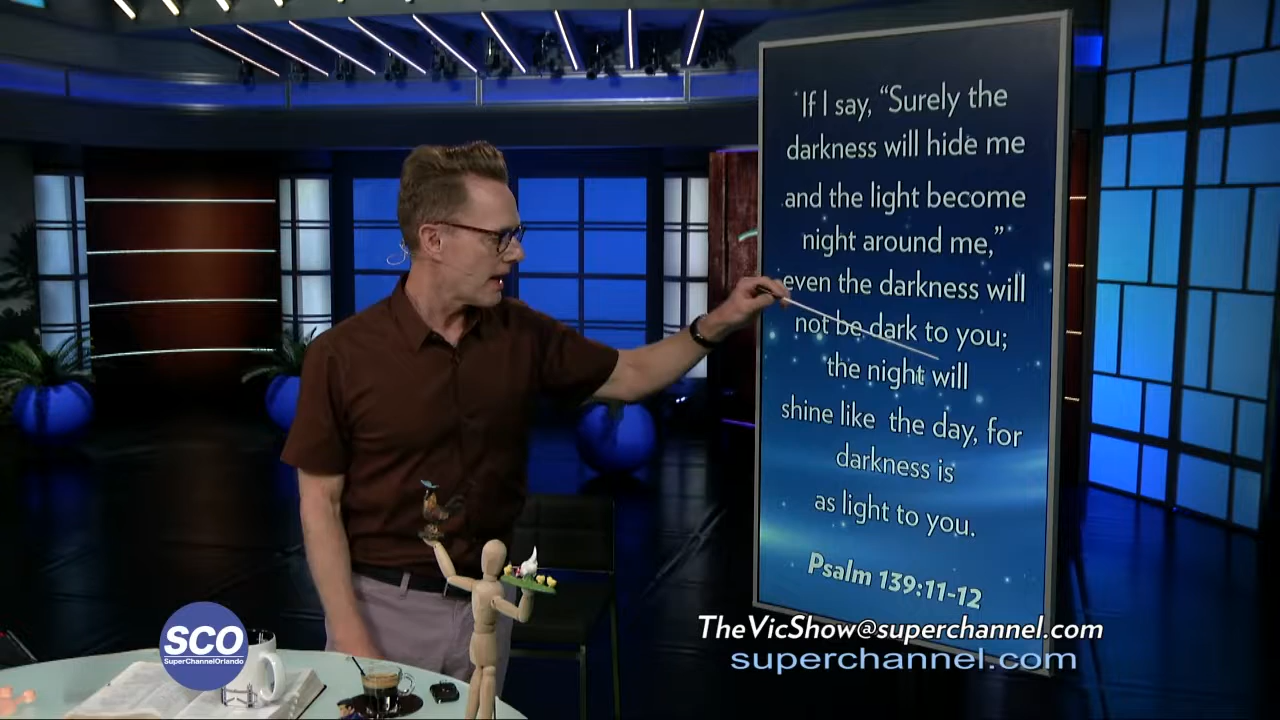 If I say, “Surely the
darkness will hide me
and the light become
night around me,”
even the darkness will
not be dark to you;
the night will
shine like the day, for
darkness is
as light to you.
Psalm 139:11-12
TheVicShow@superchannel.com
superchannel.com
SCO
SuperChannelOrlando